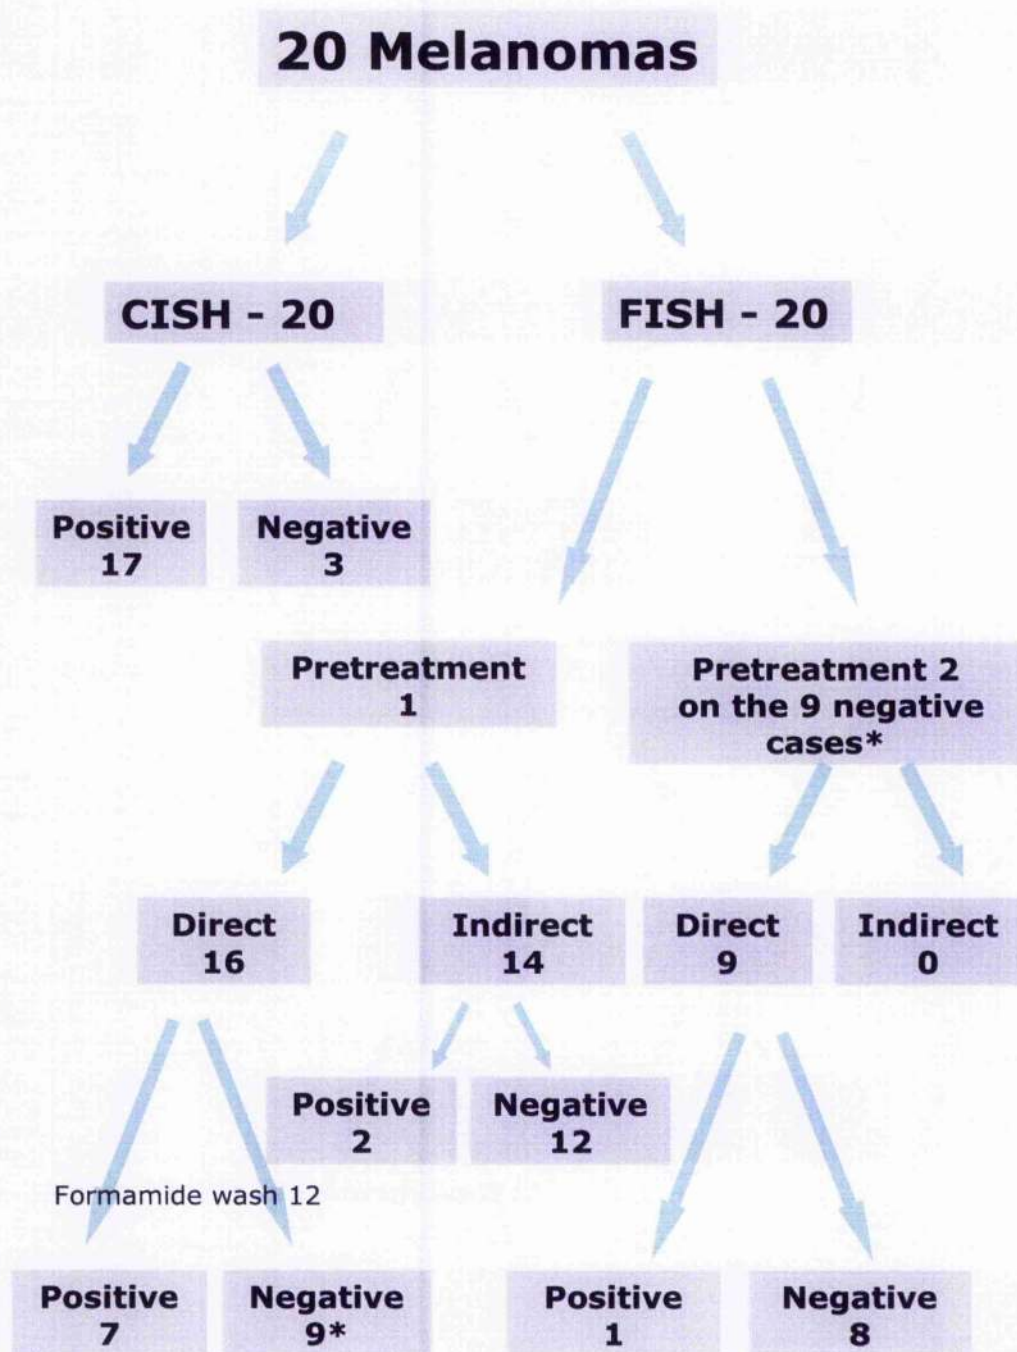 20 Melanomas
CISH - 20
FISH - 20
Positive
17
Negative
3
Pretreatment
1
Pretreatment 2
on the 9 negative
cases*
Direct
16
Indirect
14
Direct
9
Indirect
0
Positive
2
Negative
12
Formamide wash 12
Positive
7
Negative
9*
Positive
1
Negative
8